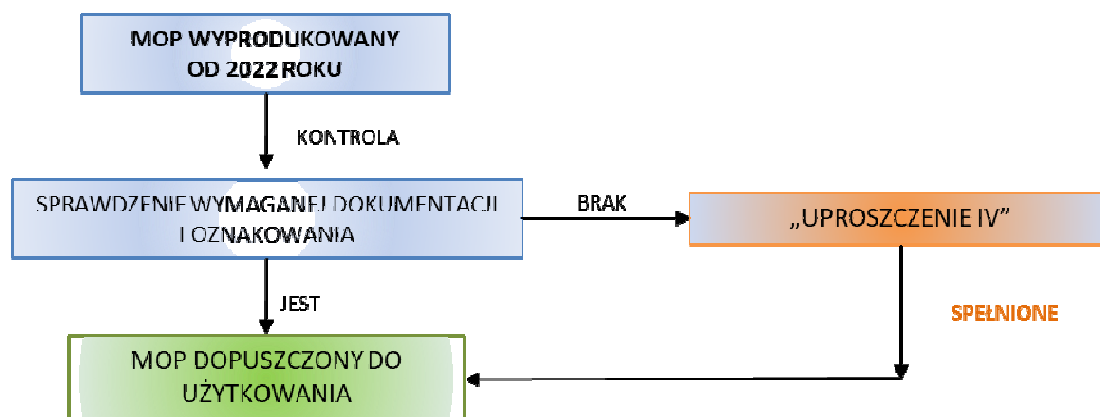 MOP WYPRODUKOWANY
OD 2022 ROKU
KONTROLA
SPRAWDZENIE WYMAGANEJ DOKUMENTACJI
I OZNAKOWANIA
BRAK
„UPROSZCZENIE IV”
JEST
SPEŁNIONE
MOP DOPUSZCZONY DO
UŻYTKOWANIA